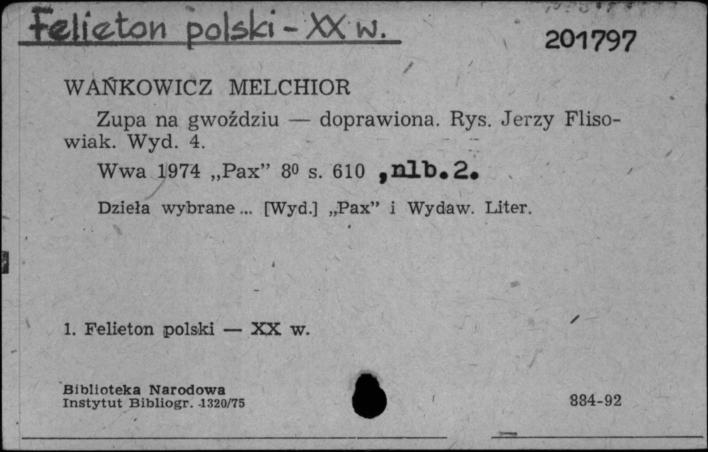 Felieton polski - XX w.
201797
WAŃKOWICZ MELCHIOR
Zupa na gwoździu — doprawiona. Rys. Jerzy Fliso-
wiak. Wyd. 4.
Wwa 1974 „Pax” 8⁰ s. 610 , nlb. 2.
Dzieła wybrane ... [Wyd.] „Pax” i Wydaw. Liter.
1. Felieton polski — XX w.
Biblioteka Narodowa
Instytut Bibliogr. 1320/75
884-92